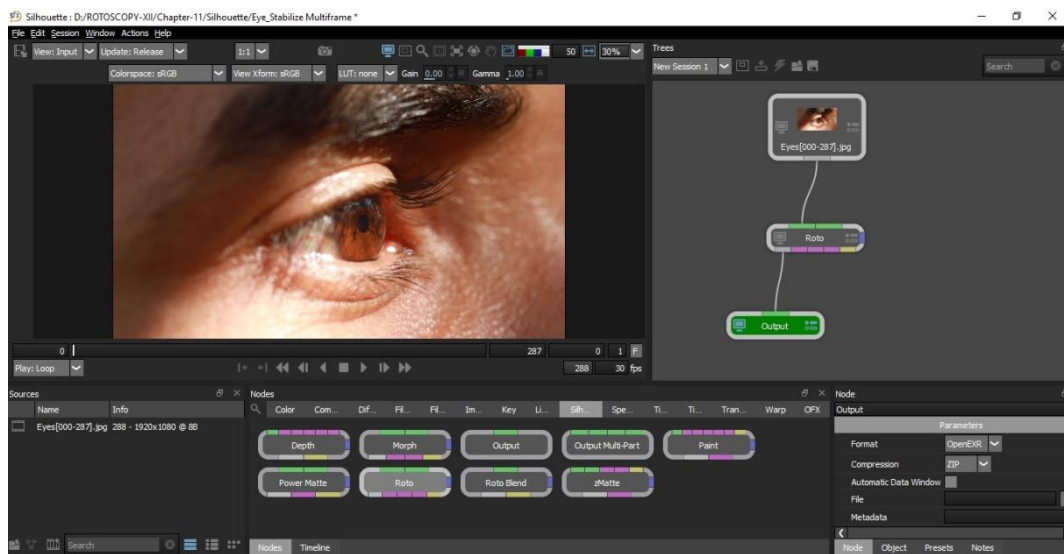 Silhouette : D:/ROTOSCOPY-XII/Chapter-11/Silhouette/Eye_Stabilize Multiframe *
File Edit Session Window Actions Help
View: Input Update: Release 1:1 50 30%
Colorspace: sRGB View Xform: sRGB LUT: none Gain 0.00 Gamma 1.00
Trees
New Session 1 Search
Eyes[000-287].jpg
Roto
Output
0 287 0 1 F
Play: Loop 288 30 fps
Sources
Name Info
Eyes[000-287].jpg 288 - 1920x1080 @ 8B
Search
Nodes
Color Com... Dif... Fil... Fil... Im... Key Li... Silh... Spe... Ti... Ti... Tran... Warp OFX
Depth Morph Output Output Multi-Part Paint
Power Matte Roto Roto Blend zMatte
Nodes Timeline
Node
Output
Parameters
Format OpenEXR
Compression ZIP
Automatic Data Window
File
Metadata
Node Object Presets Notes